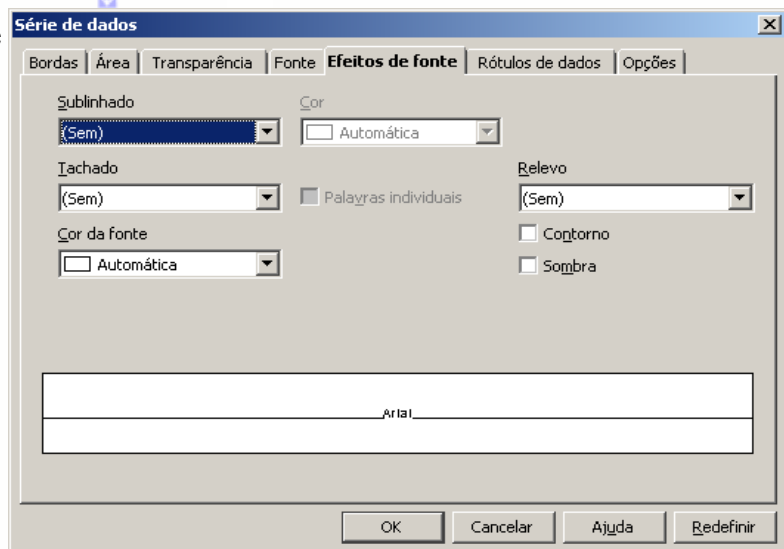 Série de dados
Bordas Área Transparência Fonte Efeitos de fonte Rótulos de dados Opções
Sublinhado Cor
(Sem) Automática
Tachado Relevo
(Sem) Palavras individuais (Sem)
Cor da fonte Contorno
Automática Sombra
Arial
OK Cancelar Ajuda Redefinir